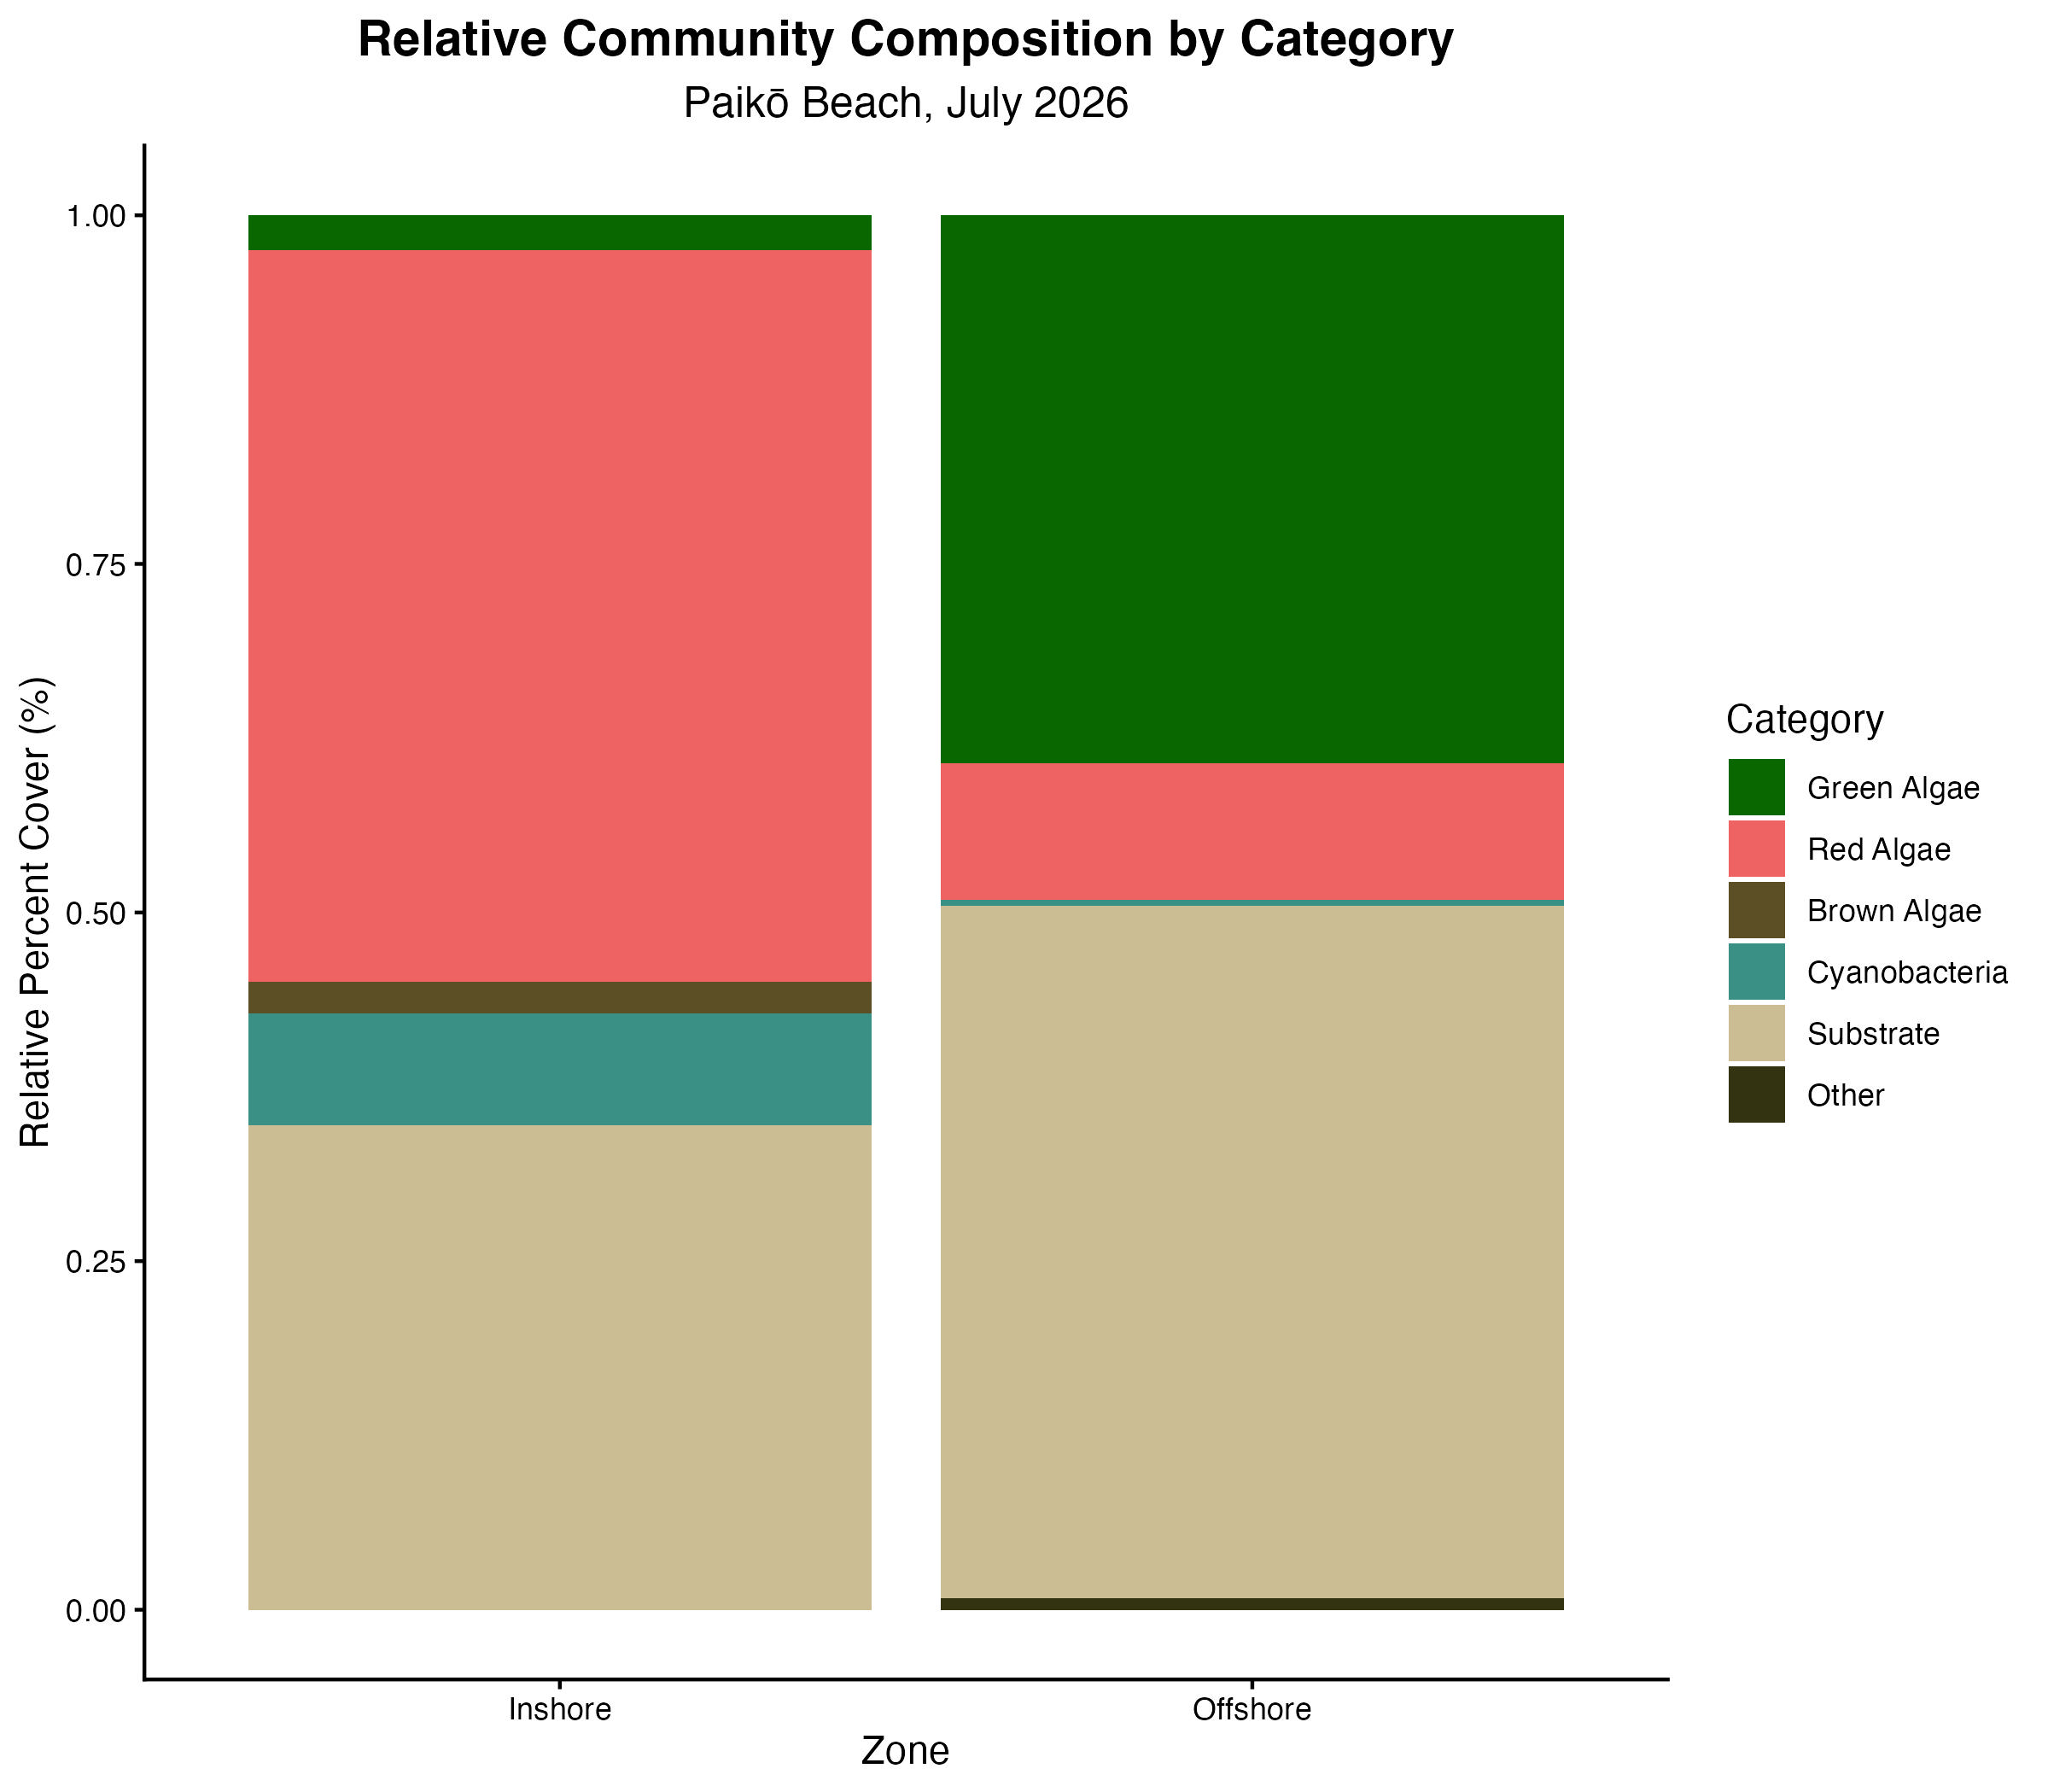 Relative Community Composition by Category
Paikō Beach, July 2026
Relative Percent Cover (%)
1.00
0.75
0.50
0.25
0.00
Inshore
Offshore
Zone
Category
Green Algae
Red Algae
Brown Algae
Cyanobacteria
Substrate
Other